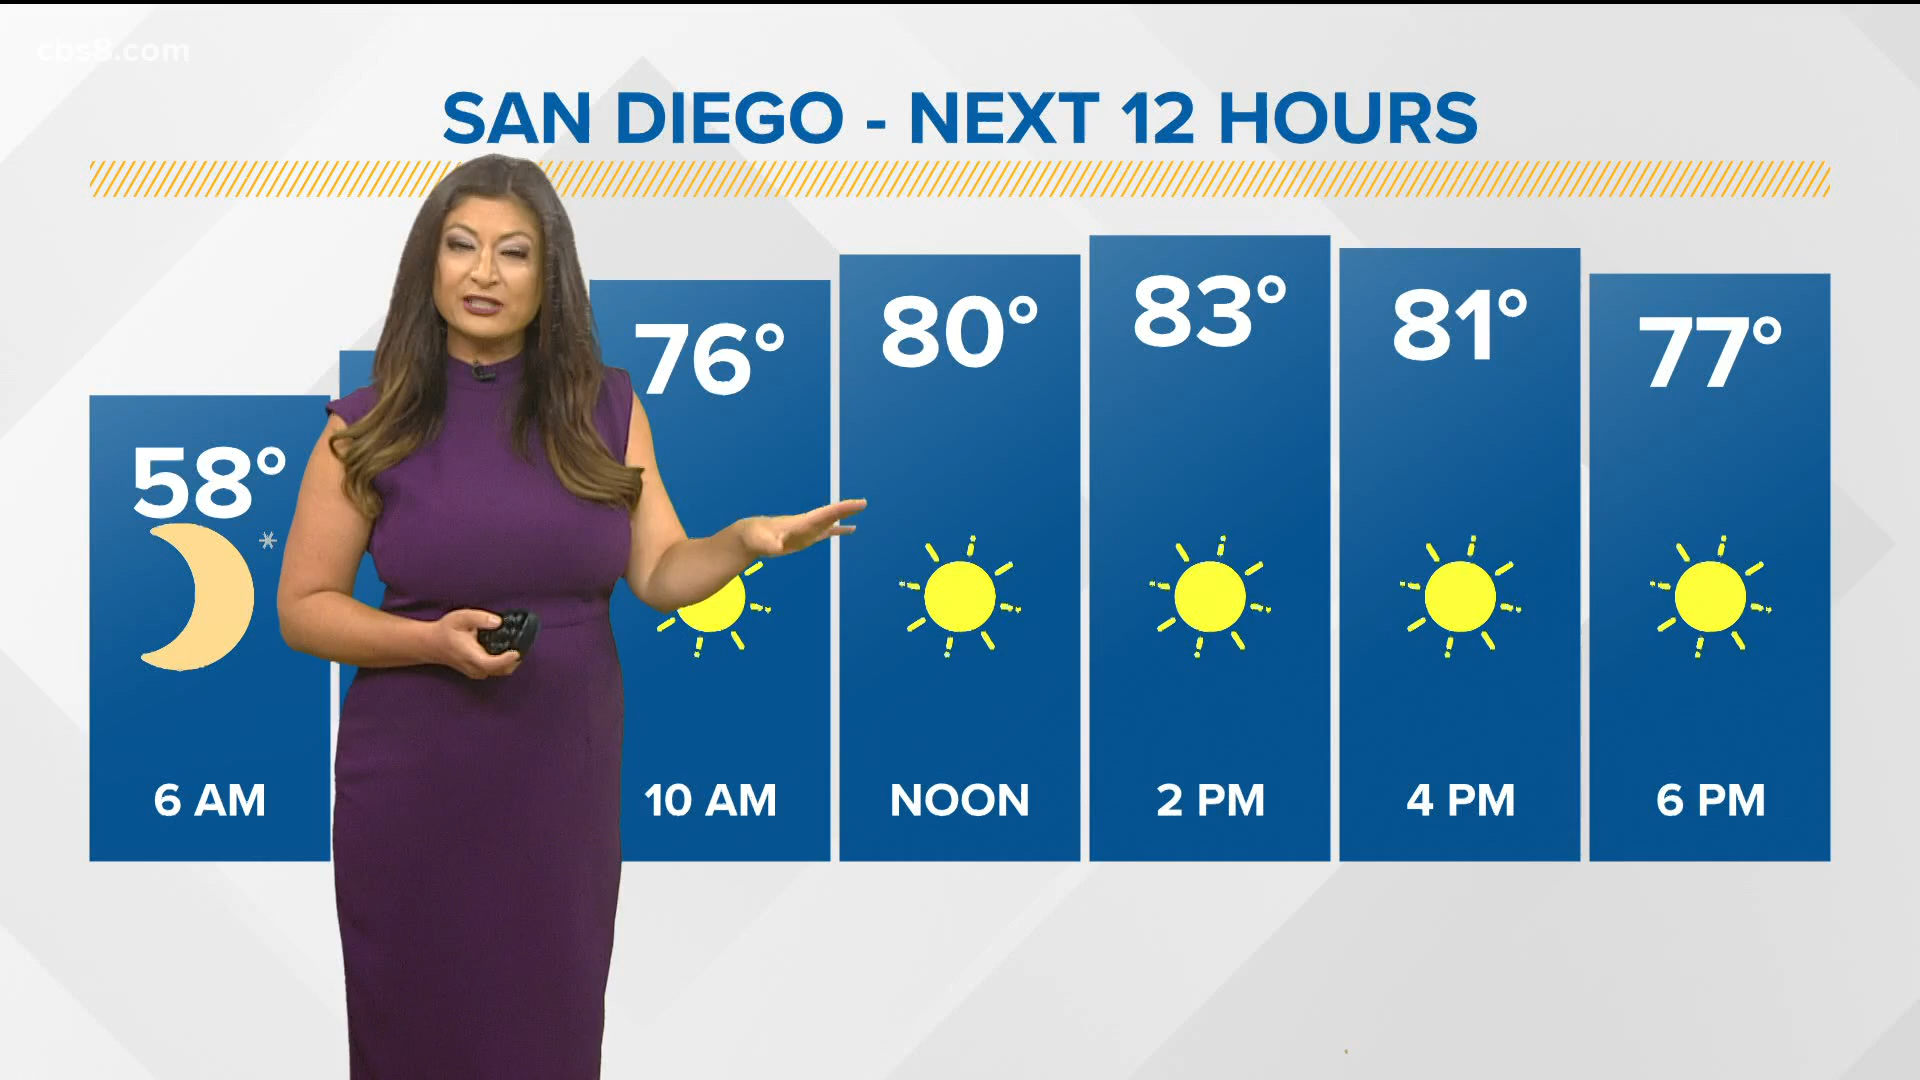 cbs8.com
SAN DIEGO - NEXT 12 HOURS
58° 76° 80° 83° 81° 77°
6 AM 10 AM NOON 2 PM 4 PM 6 PM